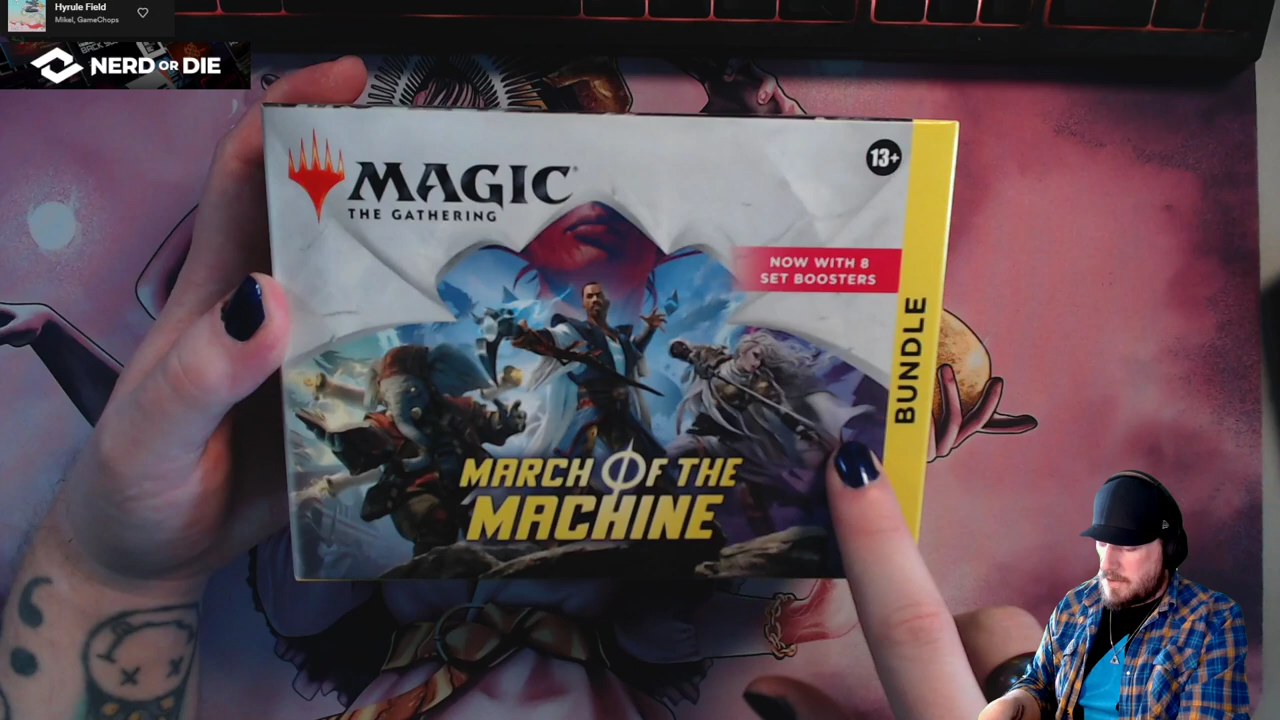 Hyrule Field
Mikel, GameChops
NERD OR DIE
MAGIC
THE GATHERING
13+
NOW WITH 8
SET BOOSTERS
BUNDLE
MARCH OF THE
MACHINE